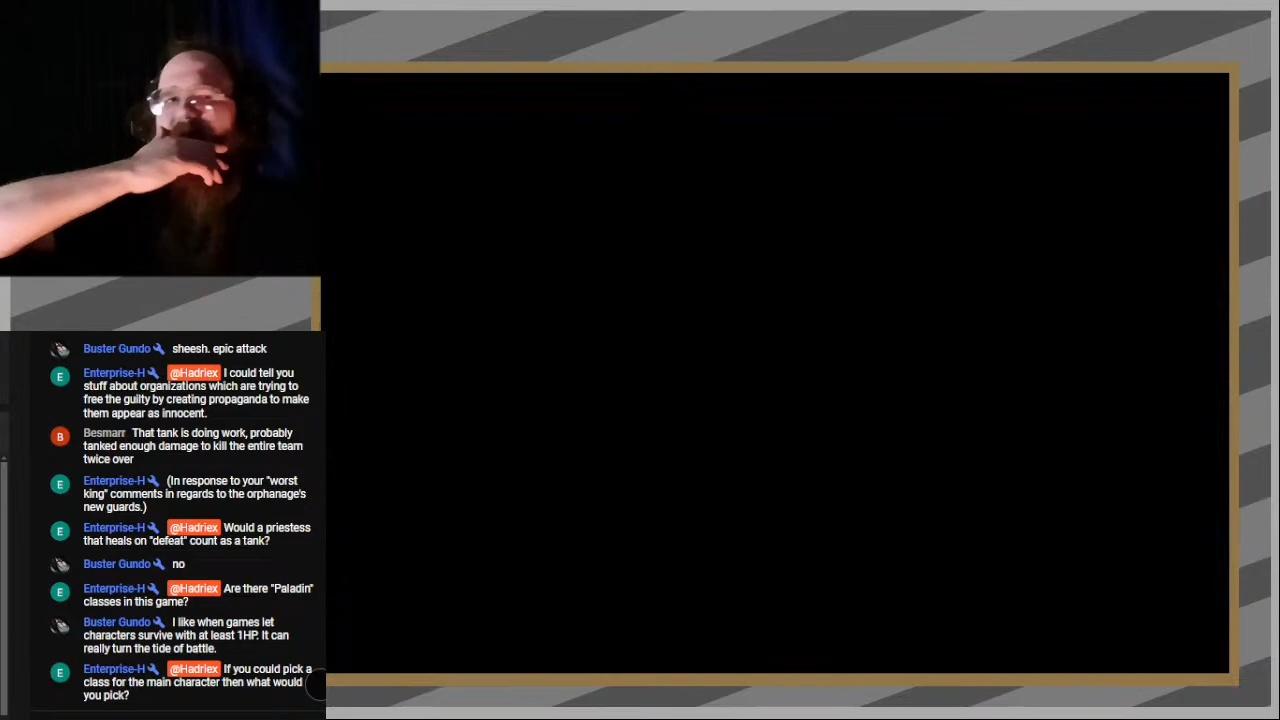 Buster Gundo sheesh. epic attack
E Enterprise-H @Hadriex I could tell you
stuff about organizations which are trying to
free the guilty by creating propaganda to make
them appear as innocent.
B Besmarr That tank is doing work, probably
tanked enough damage to kill the entire team
twice over
E Enterprise-H (In response to your "worst
king" comments in regards to the orphanage's
new guards.)
E Enterprise-H @Hadriex Would a priestess
that heals on "defeat" count as a tank?
Buster Gundo no
E Enterprise-H @Hadriex Are there "Paladin"
classes in this game?
Buster Gundo I like when games let
characters survive with at least 1HP. It can
really turn the tide of battle.
E Enterprise-H @Hadriex If you could pick a
class for the main character then what would
you pick?